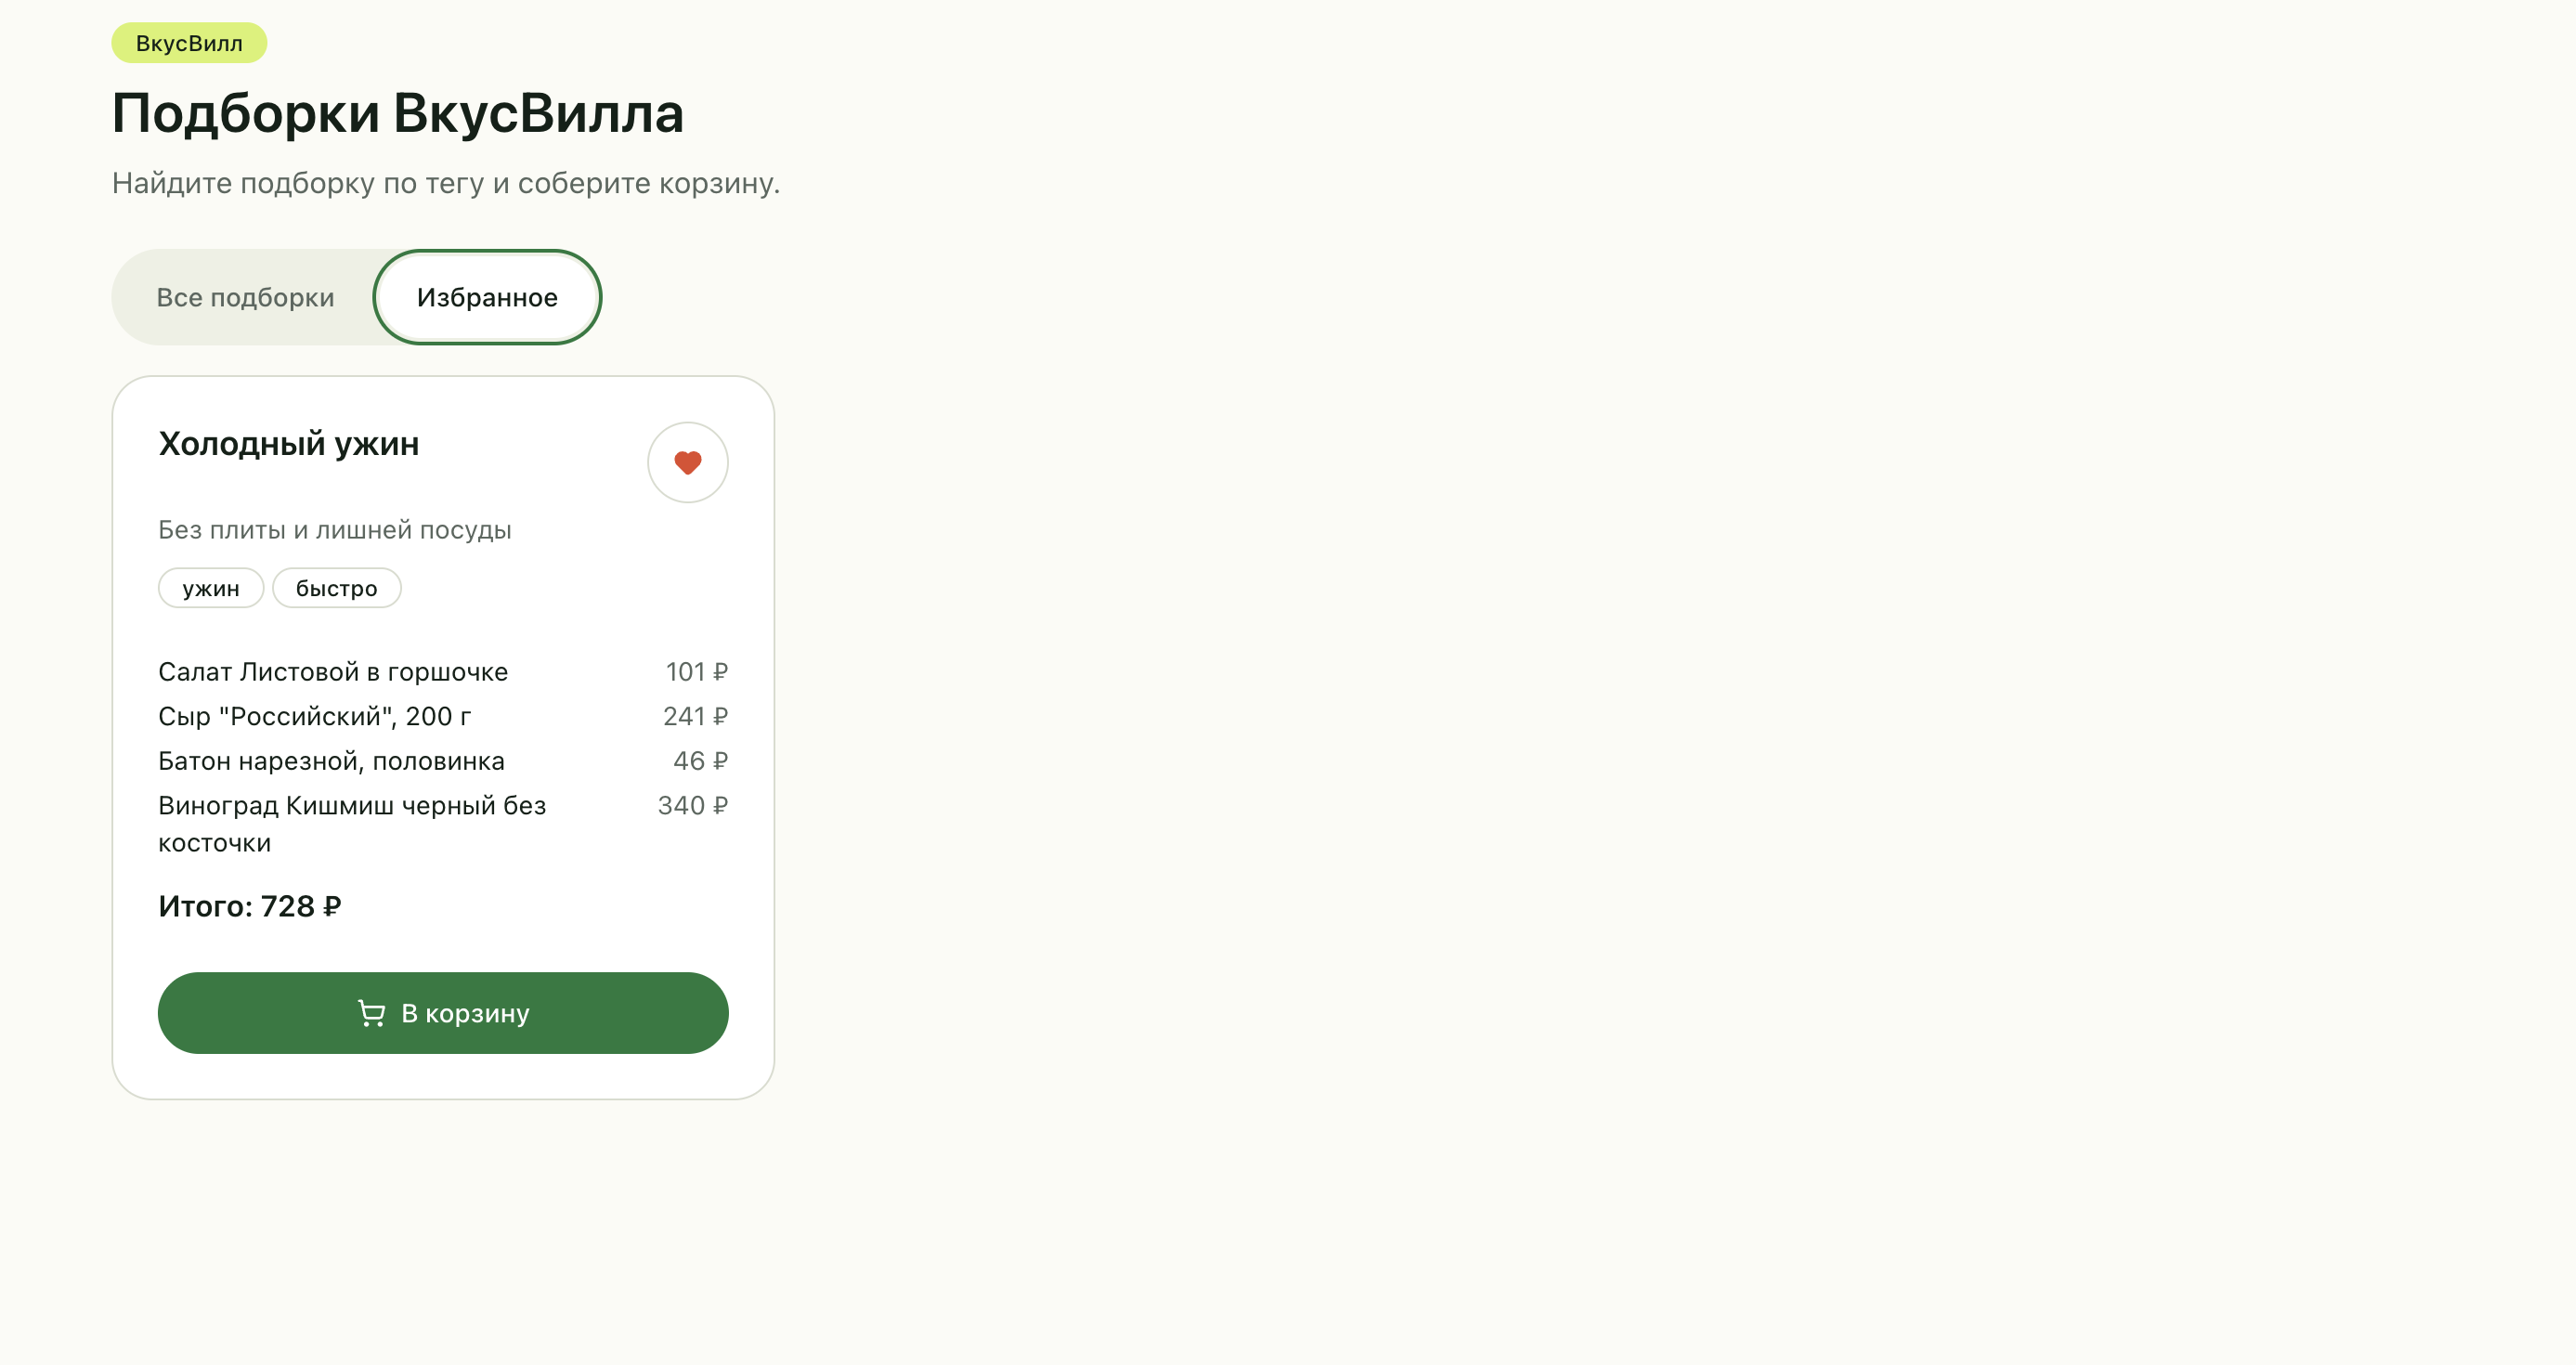 ВкусВилл
Подборки ВкусВилла
Найдите подборку по тегу и соберите корзину.
Все подборки
Избранное
Холодный ужин
Без плиты и лишней посуды
ужин
быстро
Салат Листовой в горшочке 101 ₽
Сыр "Российский", 200 г 241 ₽
Батон нарезной, половинка 46 ₽
Виноград Кишмиш черный без 340 ₽
косточки
Итого: 728 ₽
В корзину